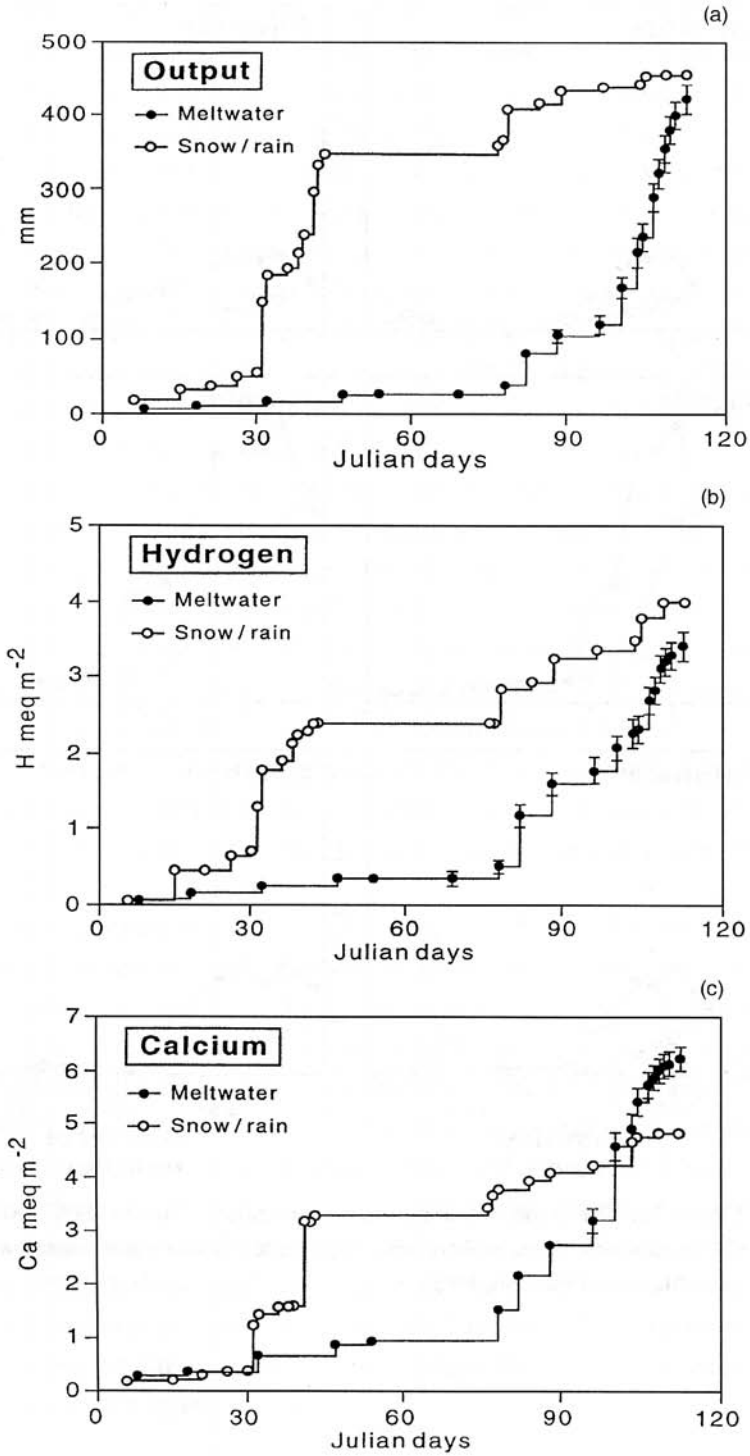 (a)
500
Output
Meltwater
Snow / rain
400
300
200
100
0
mm
0 30 60 90 120
Julian days
(b)
5
Hydrogen
Meltwater
Snow / rain
4
3
2
1
0
H meq m-2
0 30 60 90 120
Julian days
(c)
7
Calcium
Meltwater
Snow / rain
6
5
4
3
2
1
0
Ca meq m-2
0 30 60 90 120
Julian days